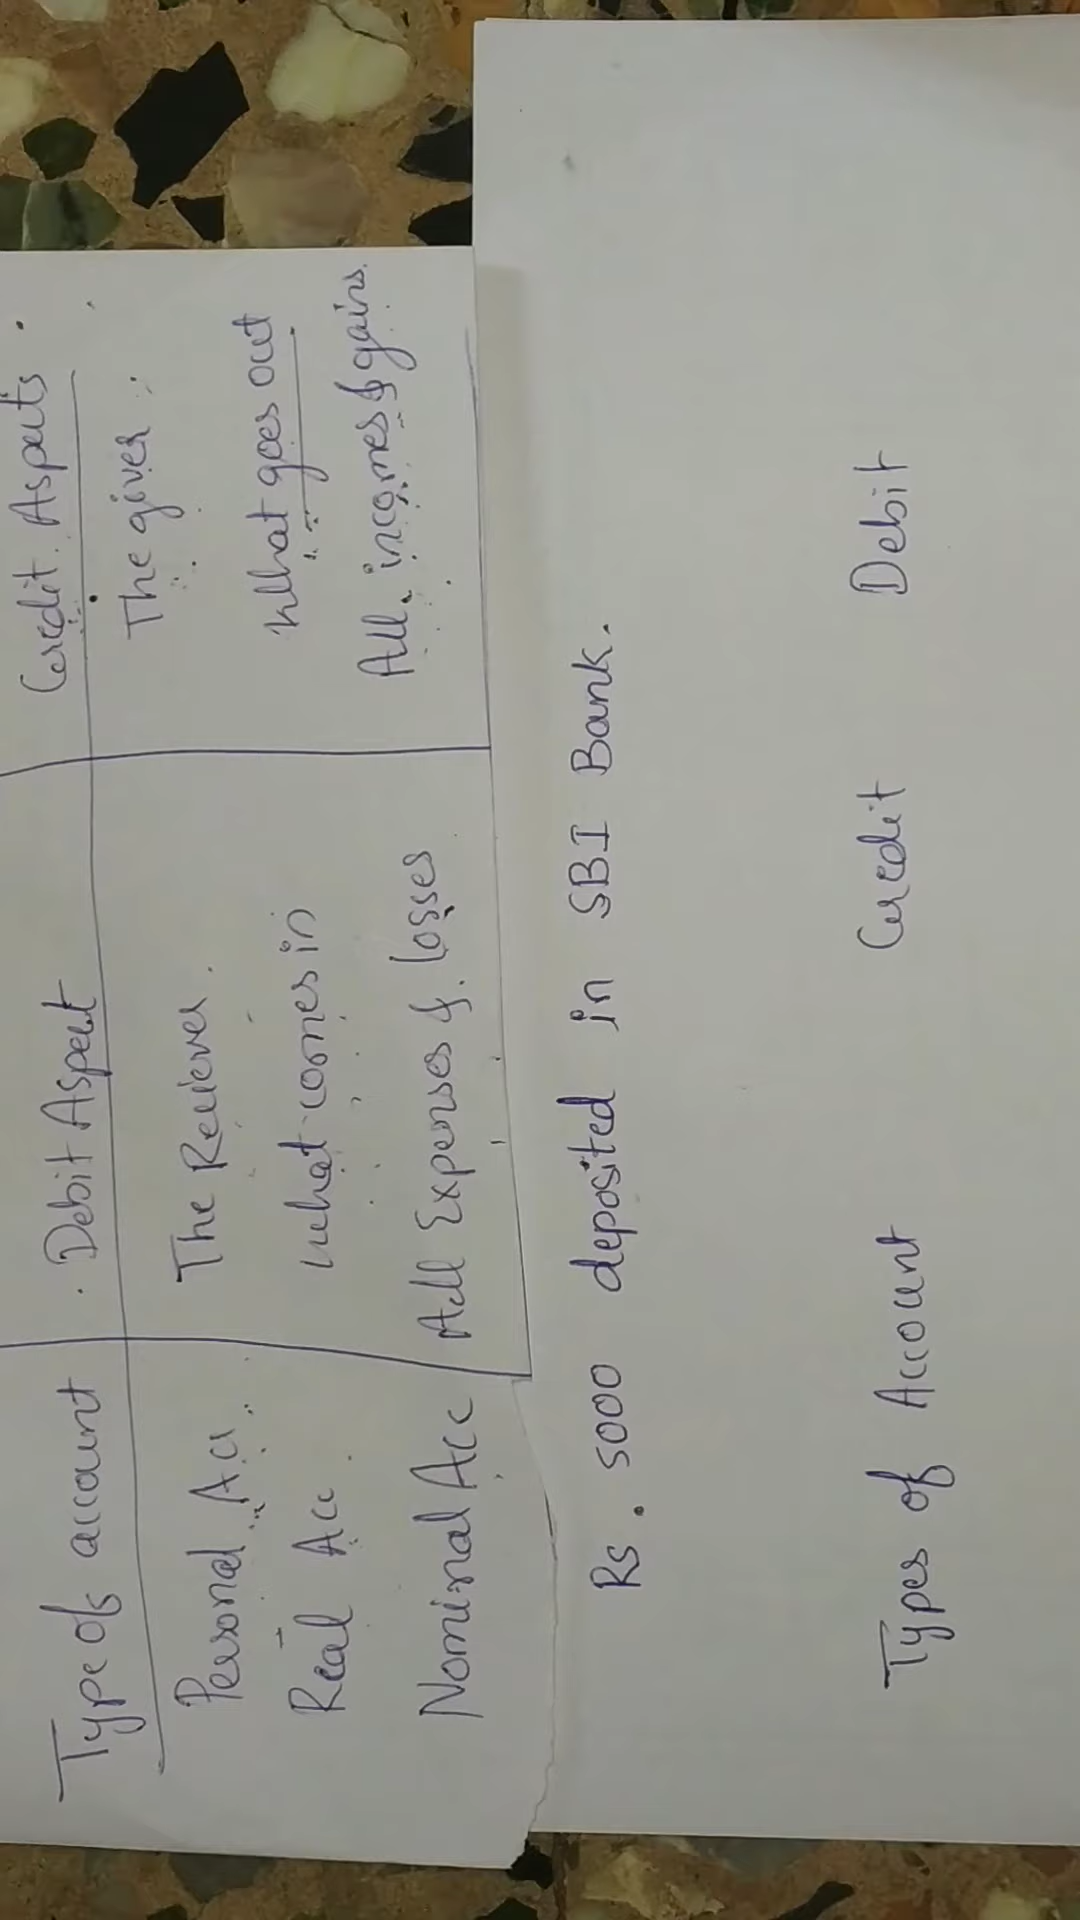 Type of account Debit Aspect Credit Aspects
Personal Acc The Reciever The giver
Real Acc what comes in What goes out
Nominal Acc All Expenses & losses All incomes & gains
Rs. 5000 deposited in SBI Bank.
Types of Account Credit Debit